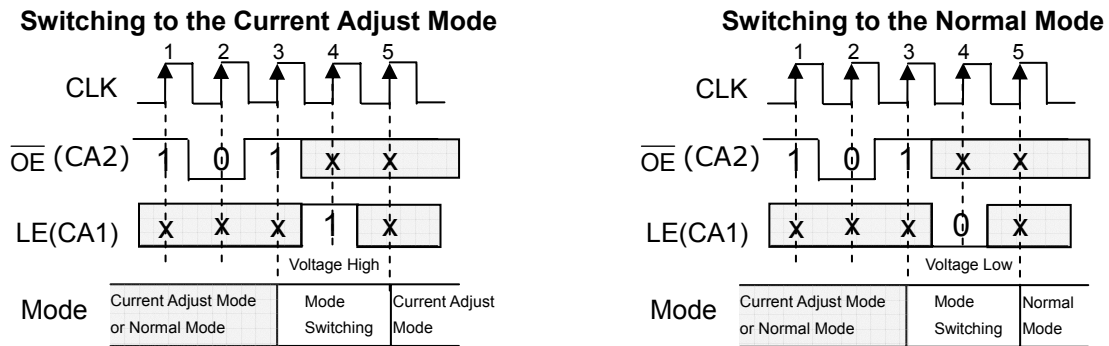 Switching to the Current Adjust Mode
1 2 3 4 5
CLK
OE (CA2) 1 0 1 x x
LE(CA1) x x x 1 x
Voltage High
Mode
Current Adjust Mode
or Normal Mode
Mode
Switching
Current Adjust
Mode
Switching to the Normal Mode
1 2 3 4 5
CLK
OE (CA2) 1 0 1 x x
LE(CA1) x x x 0 x
Voltage Low
Mode
Current Adjust Mode
or Normal Mode
Mode
Switching
Normal
Mode